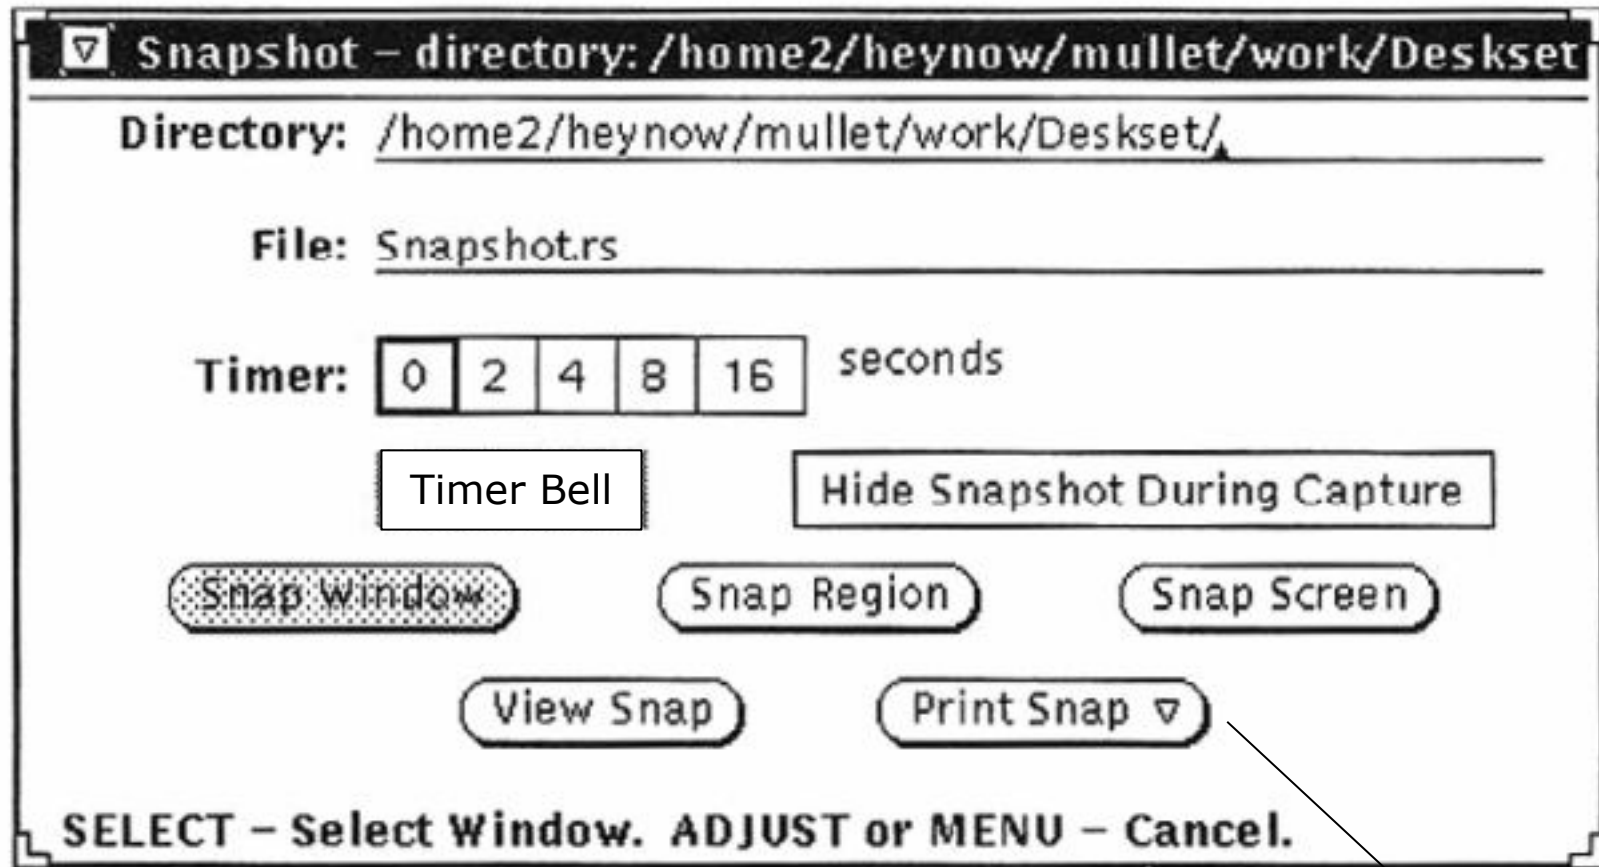 Snapshot – directory: /home2/heynow/mullet/work/Deskset
Directory: /home2/heynow/mullet/work/Deskset/
File: Snapshot.rs
Timer: 0 2 4 8 16 seconds
Timer Bell Hide Snapshot During Capture
Snap Window Snap Region Snap Screen
View Snap Print Snap
SELECT – Select Window. ADJUST or MENU – Cancel.